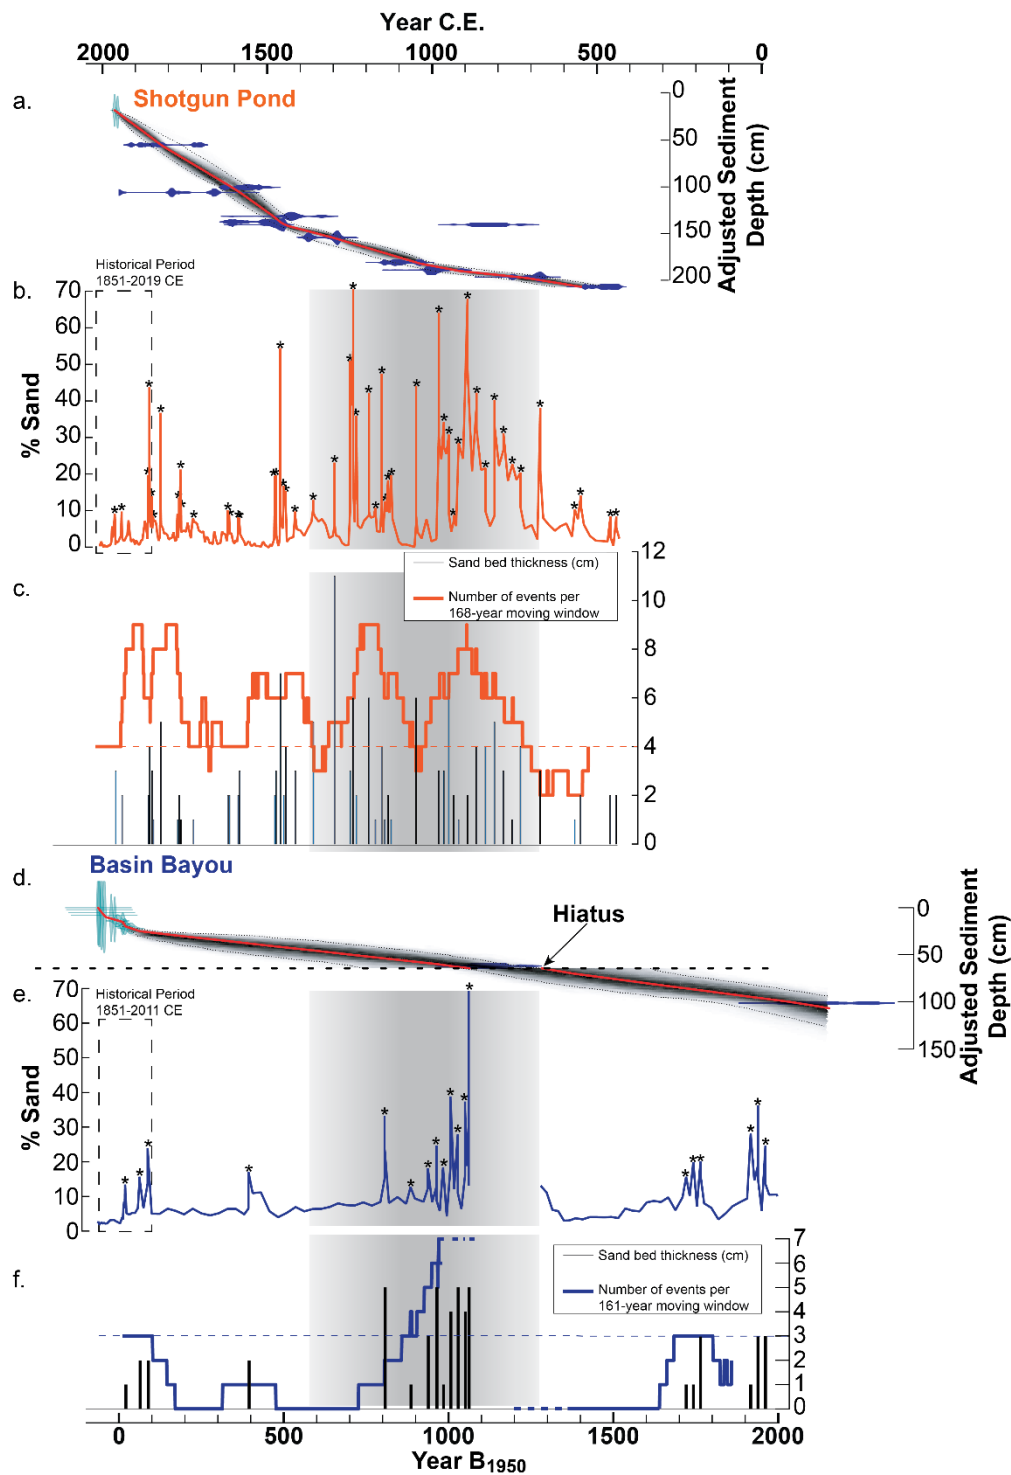 Year C.E.
2000 1500 1000 500 0
a.
Shotgun Pond
0
50
100
150
200
Adjusted Sediment
Depth (cm)
Historical Period
1851-2019 CE
b.
70
60
50
40
30
20
10
0
% Sand
* * * * * * * * * * * * * * * * * * * * * * * * * * * * * * * * * * * * * * * * * * * * * *
c.
Sand bed thickness (cm)
Number of events per
168-year moving window
12
10
8
6
4
2
0
Basin Bayou
d.
Hiatus
0
50
100
150
Adjusted Sediment
Depth (cm)
e.
Historical Period
1851-2011 CE
70
60
50
40
30
20
10
0
% Sand
* * * * * * * * * * * * * * * * * *
f.
Sand bed thickness (cm)
Number of events per
161-year moving window
7
6
5
4
3
2
1
0
0 500 1000 1500 2000
Year B1950